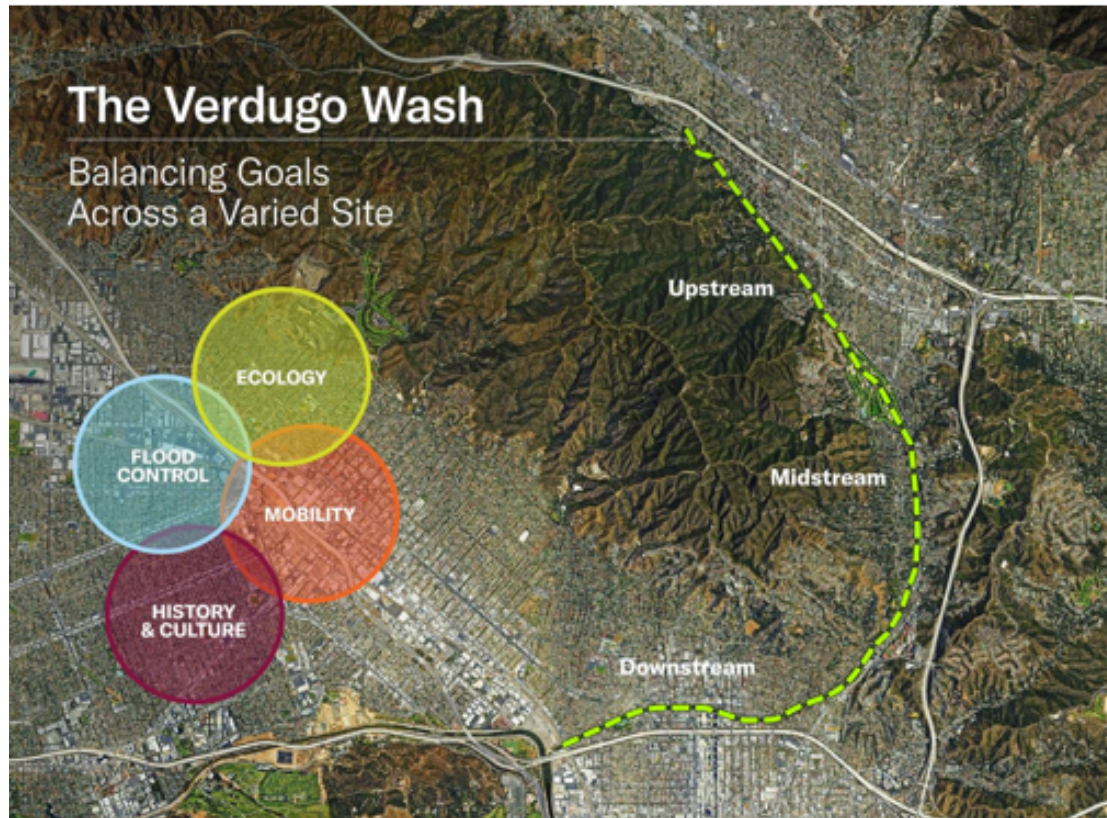 The Verdugo Wash
Balancing Goals
Across a Varied Site
Upstream
ECOLOGY
FLOOD
CONTROL
MOBILITY
Midstream
HISTORY
& CULTURE
Downstream